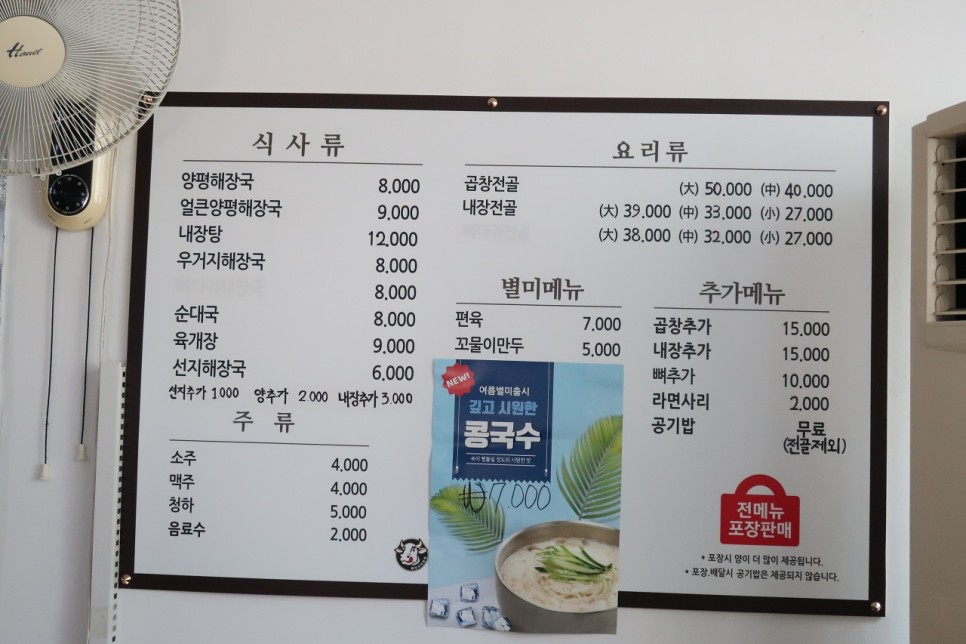 식사류
양평해장국 8,000
얼큰양평해장국 9,000
내장탕 12,000
우거지해장국 8,000
8,000
순대국 8,000
육개장 9,000
선지해장국 6,000
선지추가 1.000 양추가 2.000 내장추가 3.000
주류
소주 4,000
맥주 4,000
청하 5,000
음료수 2,000
요리류
곱창전골 (大) 50,000 (中) 40,000
내장전골 (大) 39,000 (中) 33,000 (小) 27,000
(大) 38,000 (中) 32,000 (小) 27,000
별미메뉴
편육 7,000
꼬물이만두 5,000
NEW!
여름별미출시
깊고 시원한
콩국수
₩7.000
추가메뉴
곱창추가 15,000
내장추가 15,000
뼈추가 10,000
라면사리 2,000
공기밥 무료
(전골제외)
전메뉴
포장판매
* 포장시 양이 더 많이 제공됩니다.
* 포장.배달시 공기밥은 제공되지 않습니다.